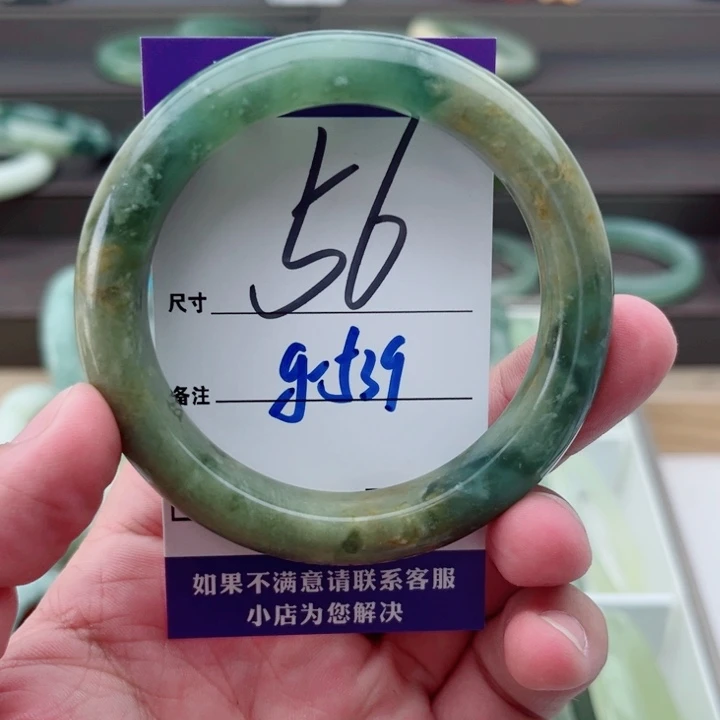 尺寸 56
备注 gst39
如果不满意请联系客服
小店为您解决